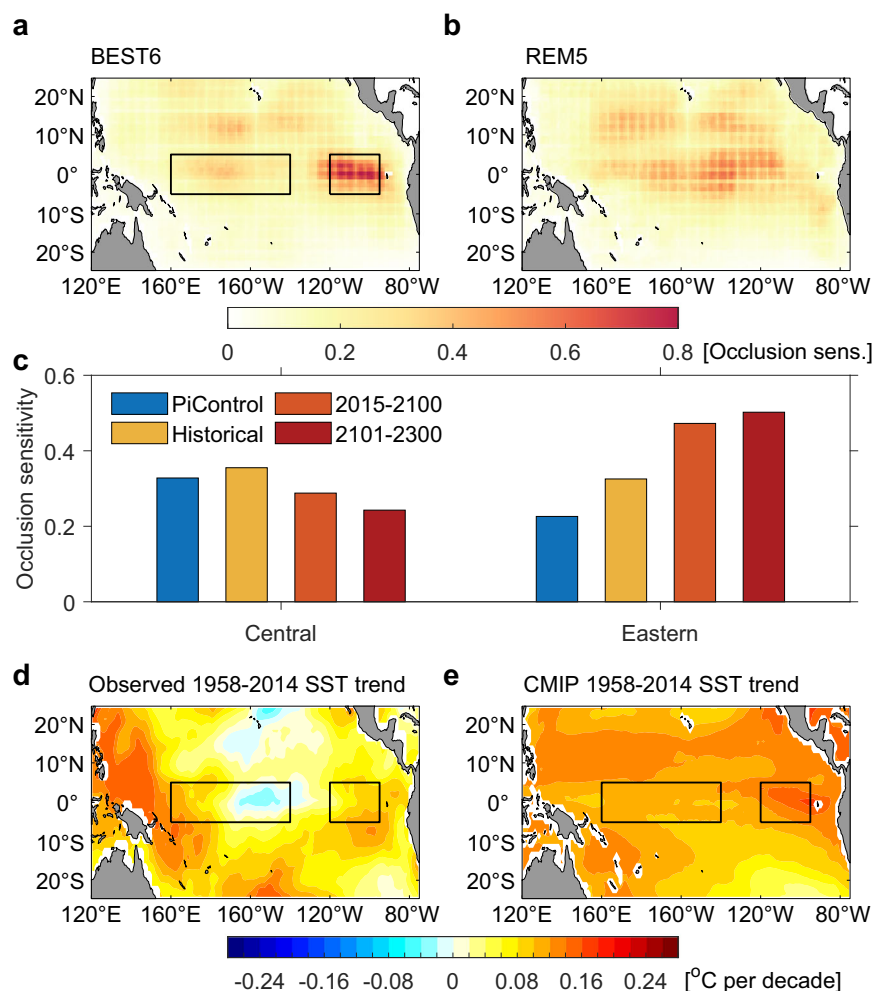 a
b
BEST6
REM5
20°N
10°N
0°
10°S
20°S
20°N
10°N
0°
10°S
20°S
120°E 160°E 160°W 120°W 80°W
120°E 160°E 160°W 120°W 80°W
0 0.2 0.4 0.6 0.8 [Occlusion sens.]
c
Occlusion sensitivity
0.6
0.4
0.2
0
PiControl
Historical
2015-2100
2101-2300
Central
Eastern
d
Observed 1958-2014 SST trend
e
CMIP 1958-2014 SST trend
20°N
10°N
0°
10°S
20°S
20°N
10°N
0°
10°S
20°S
120°E 160°E 160°W 120°W 80°W
120°E 160°E 160°W 120°W 80°W
-0.24 -0.16 -0.08 0 0.08 0.16 0.24 [°C per decade]